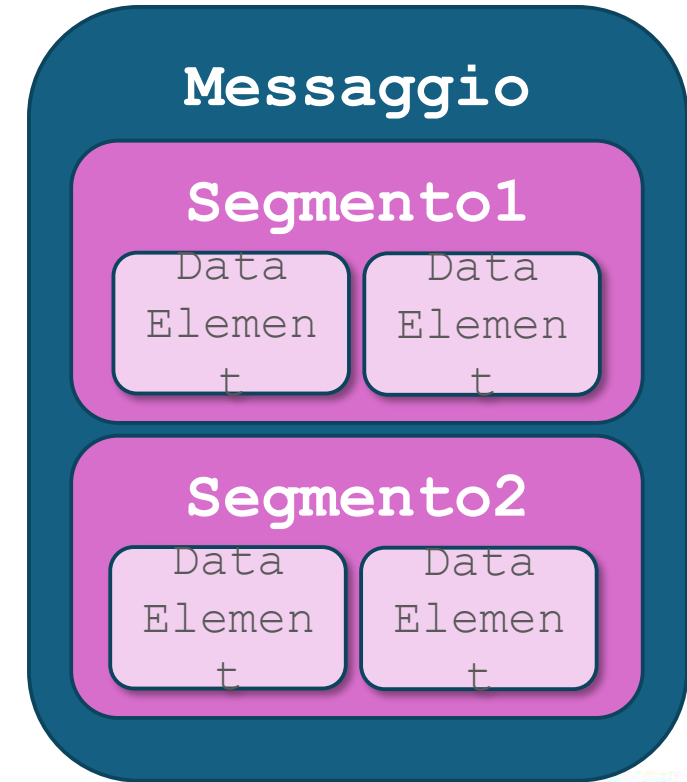 Messaggio
Segmento1
Data
Elemen
t
Data
Elemen
t
Segmento2
Data
Elemen
t
Data
Elemen
t